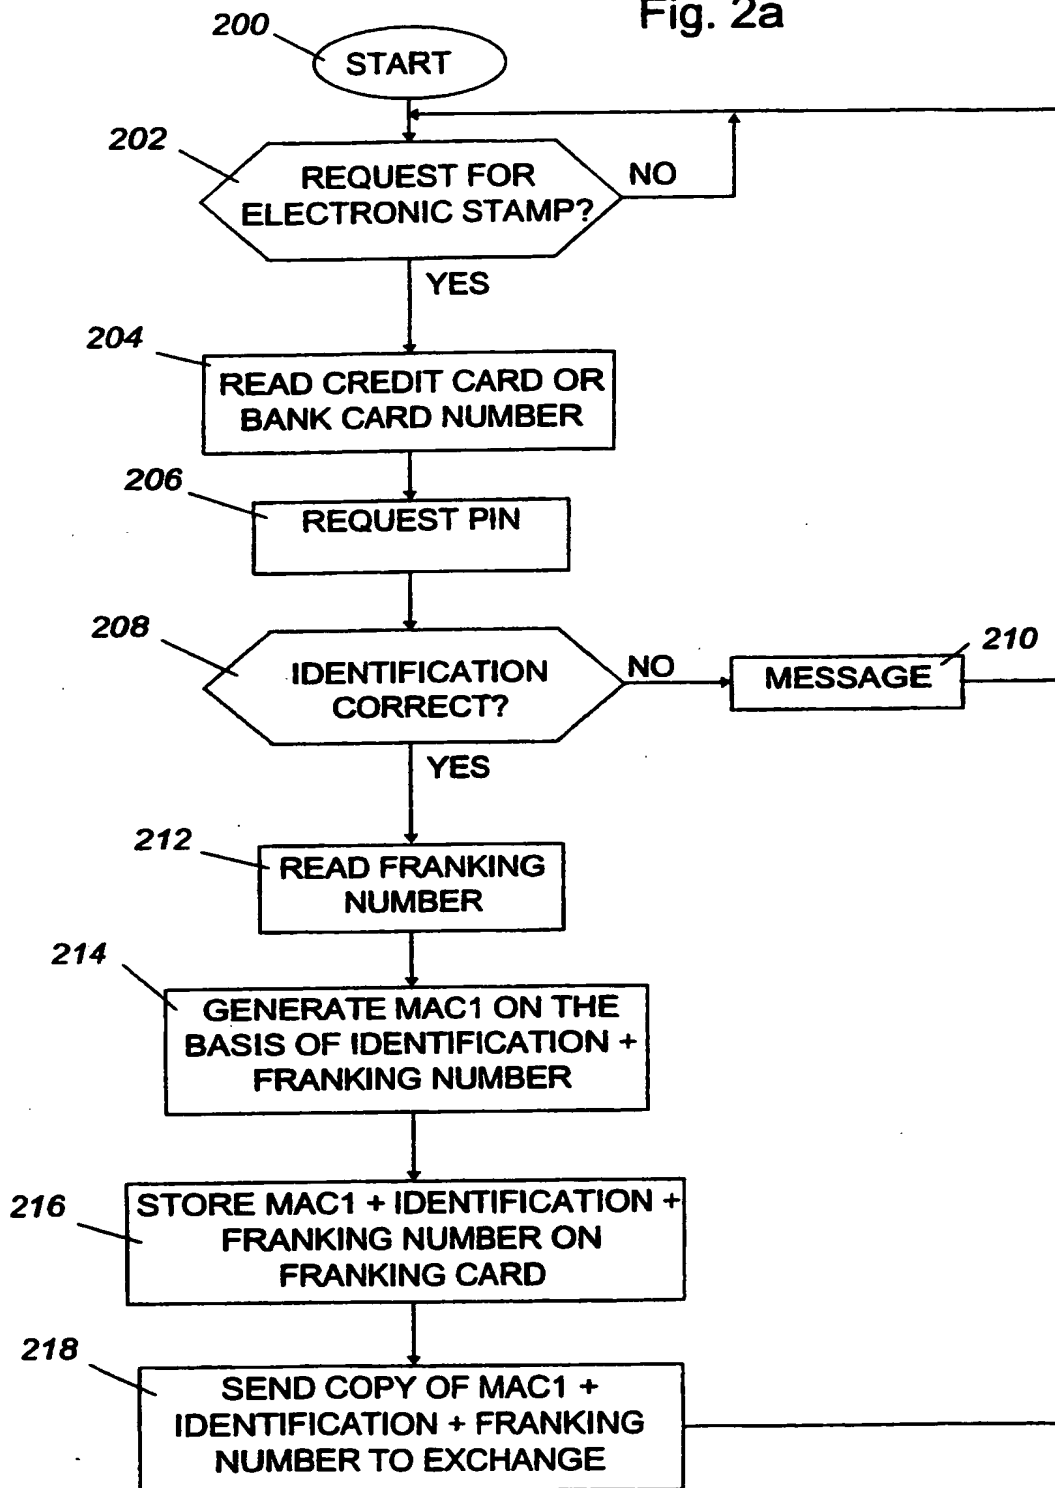 Fig. 2a
200
START
202
REQUEST FOR
ELECTRONIC STAMP?
NO
YES
204
READ CREDIT CARD OR
BANK CARD NUMBER
206
REQUEST PIN
208
IDENTIFICATION
CORRECT?
NO
210
MESSAGE
YES
212
READ FRANKING
NUMBER
214
GENERATE MAC1 ON THE
BASIS OF IDENTIFICATION +
FRANKING NUMBER
216
STORE MAC1 + IDENTIFICATION +
FRANKING NUMBER ON
FRANKING CARD
218
SEND COPY OF MAC1 +
IDENTIFICATION + FRANKING
NUMBER TO EXCHANGE